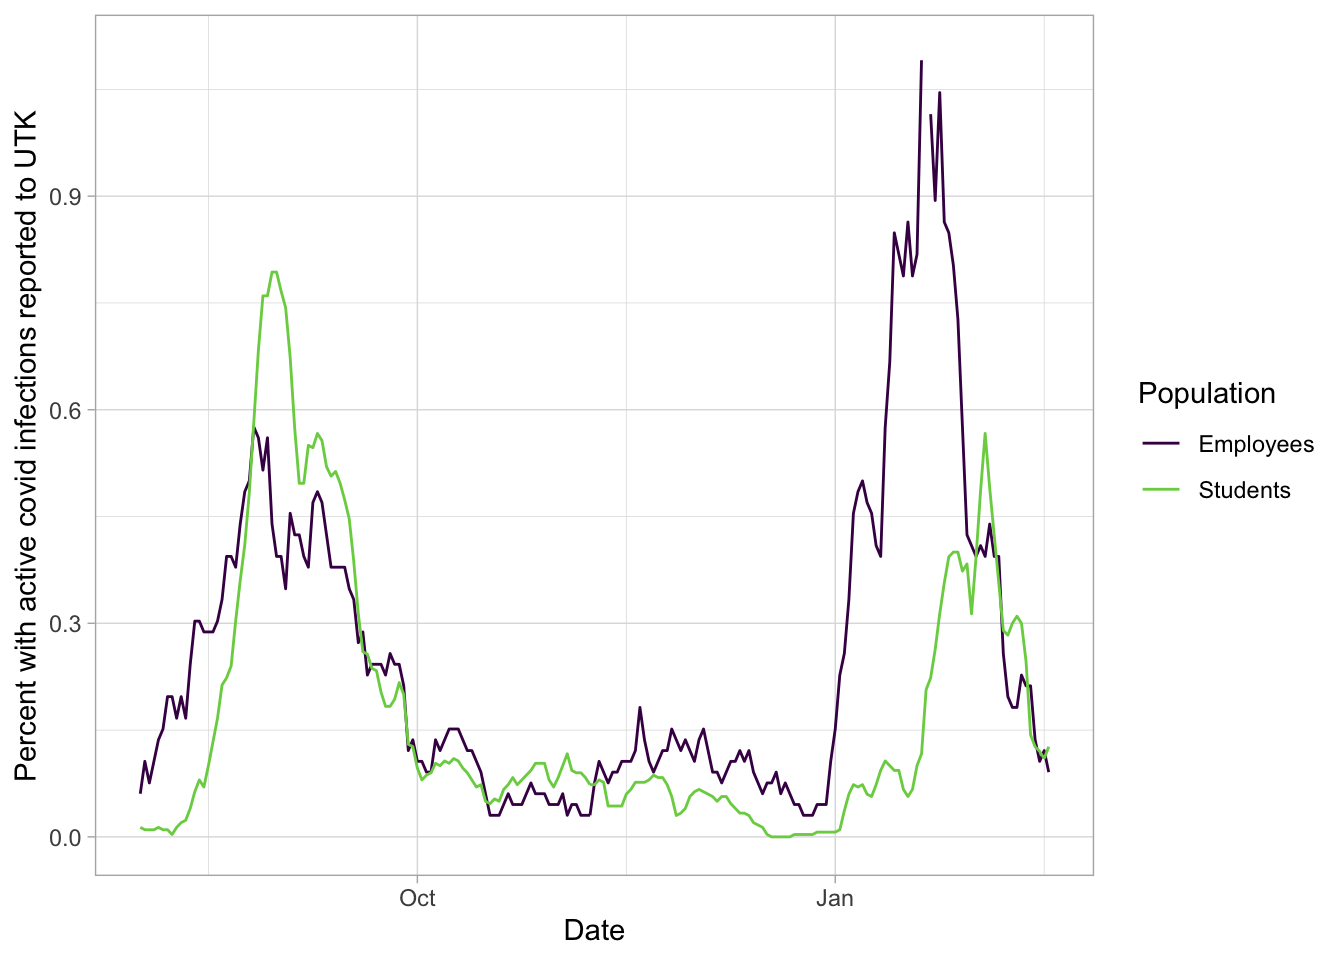 Percent with active covid infections reported to UTK
0.9
0.6
0.3
0.0
Oct
Jan
Date
Population
Employees
Students